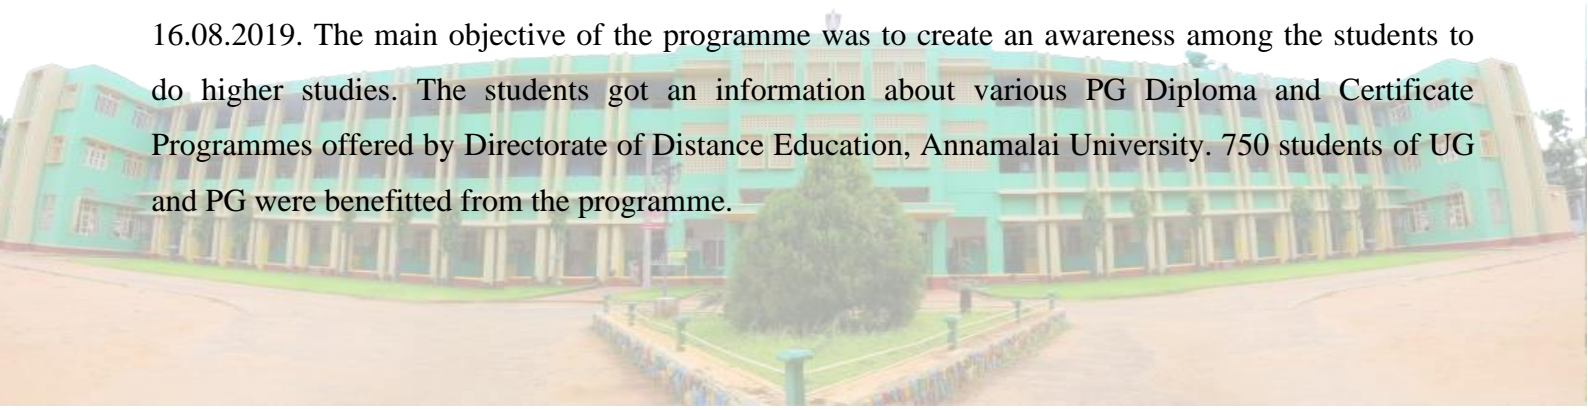 16.08.2019. The main objective of the programme was to create an awareness among the students to
do higher studies. The students got an information about various PG Diploma and Certificate
Programmes offered by Directorate of Distance Education, Annamalai University. 750 students of UG
and PG were benefitted from the programme.